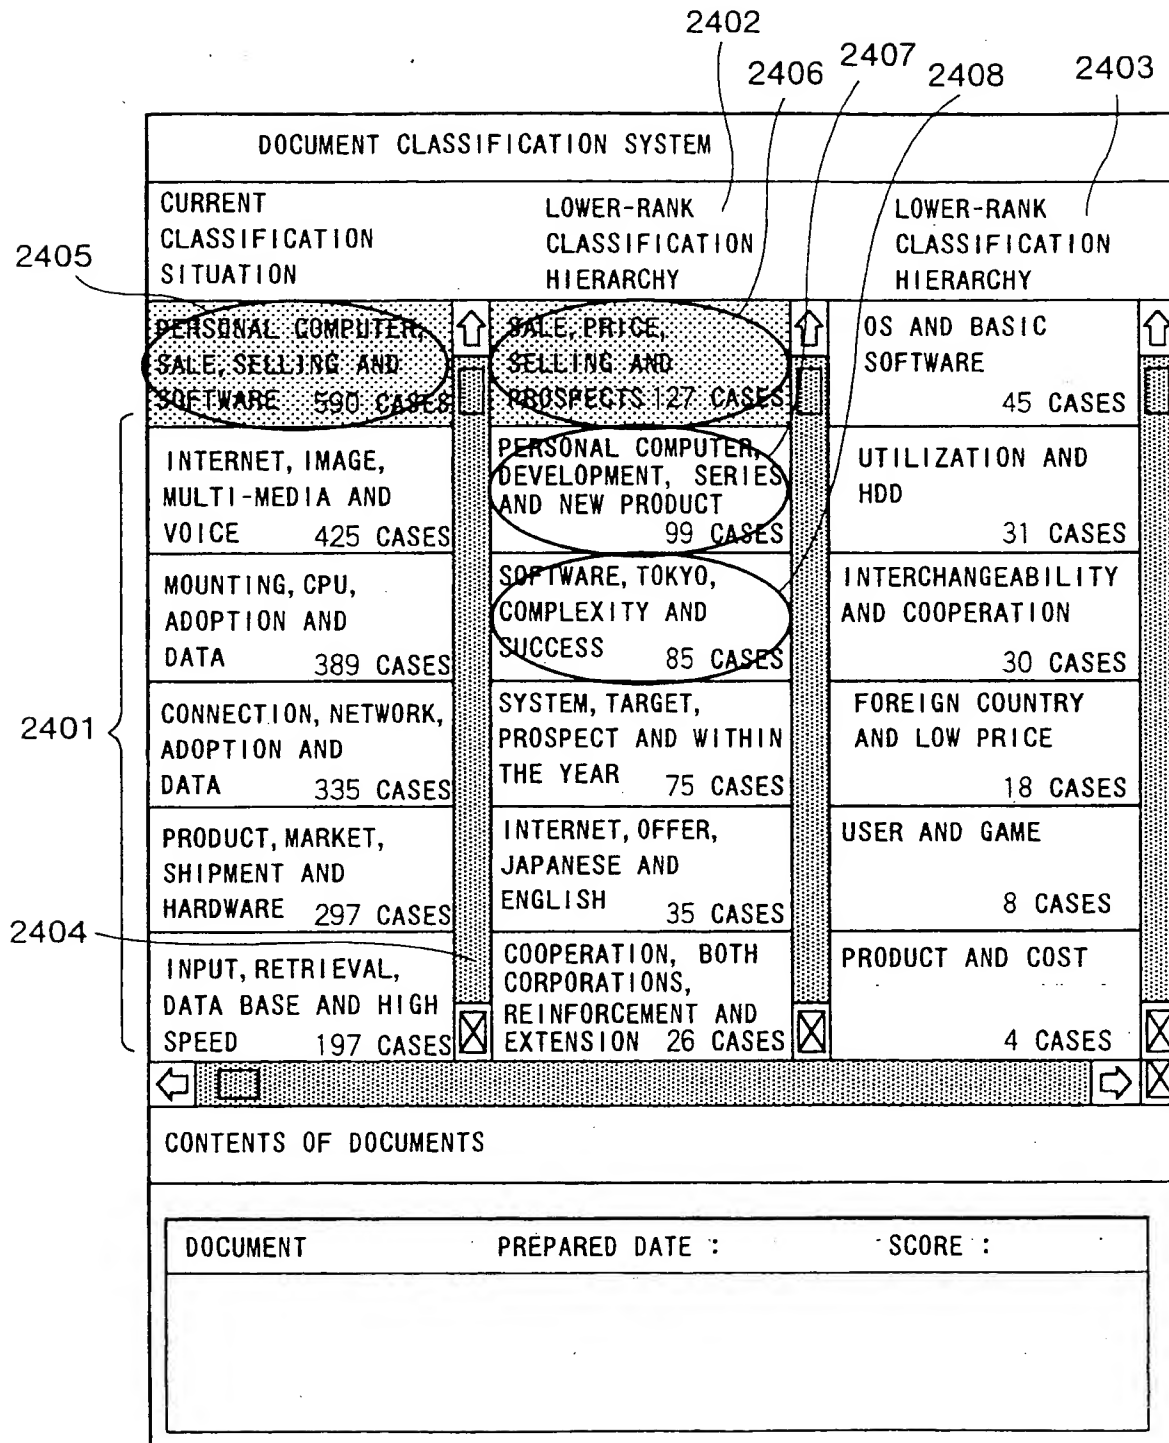 2402
2407
2406
2408
2403
DOCUMENT CLASSIFICATION SYSTEM
CURRENT
CLASSIFICATION
SITUATION
LOWER-RANK
CLASSIFICATION
HIERARCHY
LOWER-RANK
CLASSIFICATION
HIERARCHY
2405
PERSONAL COMPUTER,
SALE, SELLING AND
SOFTWARE 590 CASES
SALE, PRICE,
SELLING AND
PROSPECTS 127 CASES
OS AND BASIC
SOFTWARE
45 CASES
INTERNET, IMAGE,
MULTI-MEDIA AND
VOICE 425 CASES
PERSONAL COMPUTER,
DEVELOPMENT, SERIES
AND NEW PRODUCT
99 CASES
UTILIZATION AND
HDD
31 CASES
MOUNTING, CPU,
ADOPTION AND
DATA 389 CASES
SOFTWARE, TOKYO,
COMPLEXITY AND
SUCCESS 85 CASES
INTERCHANGEABILITY
AND COOPERATION
30 CASES
2401
CONNECTION, NETWORK,
ADOPTION AND
DATA 335 CASES
SYSTEM, TARGET,
PROSPECT AND WITHIN
THE YEAR 75 CASES
FOREIGN COUNTRY
AND LOW PRICE
18 CASES
PRODUCT, MARKET,
SHIPMENT AND
HARDWARE 297 CASES
INTERNET, OFFER,
JAPANESE AND
ENGLISH 35 CASES
USER AND GAME
8 CASES
2404
INPUT, RETRIEVAL,
DATA BASE AND HIGH
SPEED 197 CASES
COOPERATION, BOTH
CORPORATIONS,
REINFORCEMENT AND
EXTENSION 26 CASES
PRODUCT AND COST
4 CASES
CONTENTS OF DOCUMENTS
DOCUMENT PREPARED DATE : SCORE :